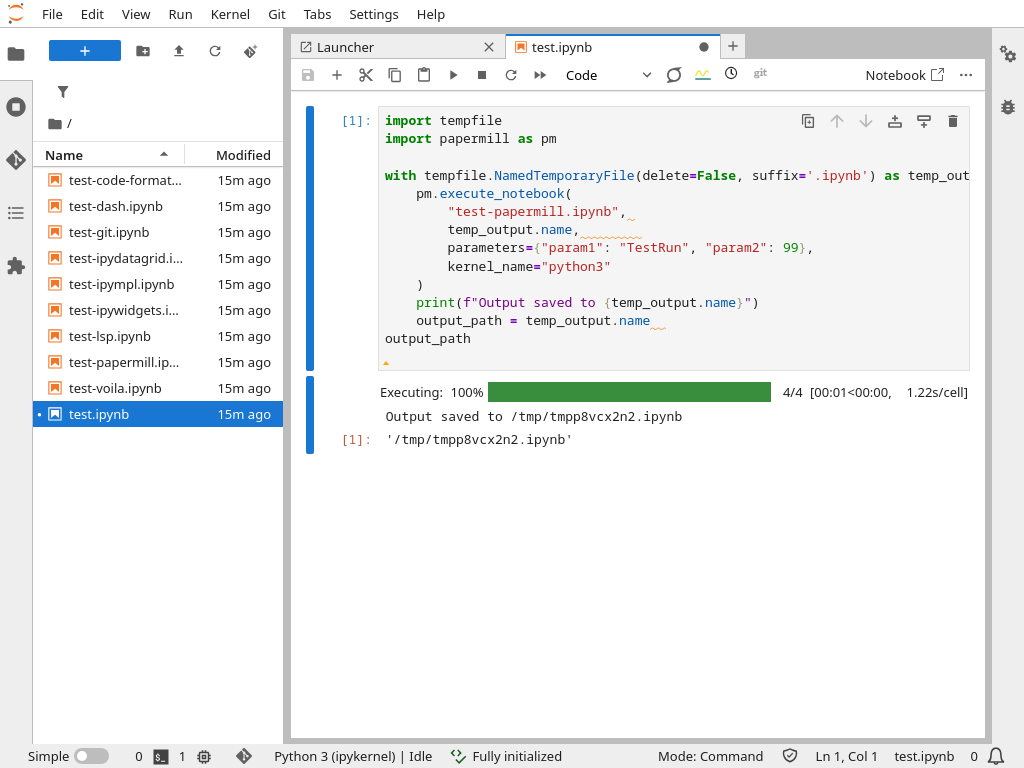 File Edit View Run Kernel Git Tabs Settings Help
Launcher
test.ipynb
Code
git
Notebook
/
Name Modified
test-code-format... 15m ago
test-dash.ipynb 15m ago
test-git.ipynb 15m ago
test-ipydatagrid.i... 15m ago
test-ipympl.ipynb 15m ago
test-ipywidgets.i... 15m ago
test-lsp.ipynb 15m ago
test-papermill.ip... 15m ago
test-voila.ipynb 15m ago
test.ipynb 15m ago
[1]:
import tempfile
import papermill as pm
with tempfile.NamedTemporaryFile(delete=False, suffix='.ipynb') as temp_out
pm.execute_notebook(
"test-papermill.ipynb",
temp_output.name,
parameters={"param1": "TestRun", "param2": 99},
kernel_name="python3"
)
print(f"Output saved to {temp_output.name}")
output_path = temp_output.name
output_path
Executing: 100% 4/4 [00:01<00:00, 1.22s/cell]
Output saved to /tmp/tmpp8vcx2n2.ipynb
[1]: '/tmp/tmpp8vcx2n2.ipynb'
Simple 0 $_ 1 Python 3 (ipykernel) | Idle Fully initialized Mode: Command Ln 1, Col 1 test.ipynb 0